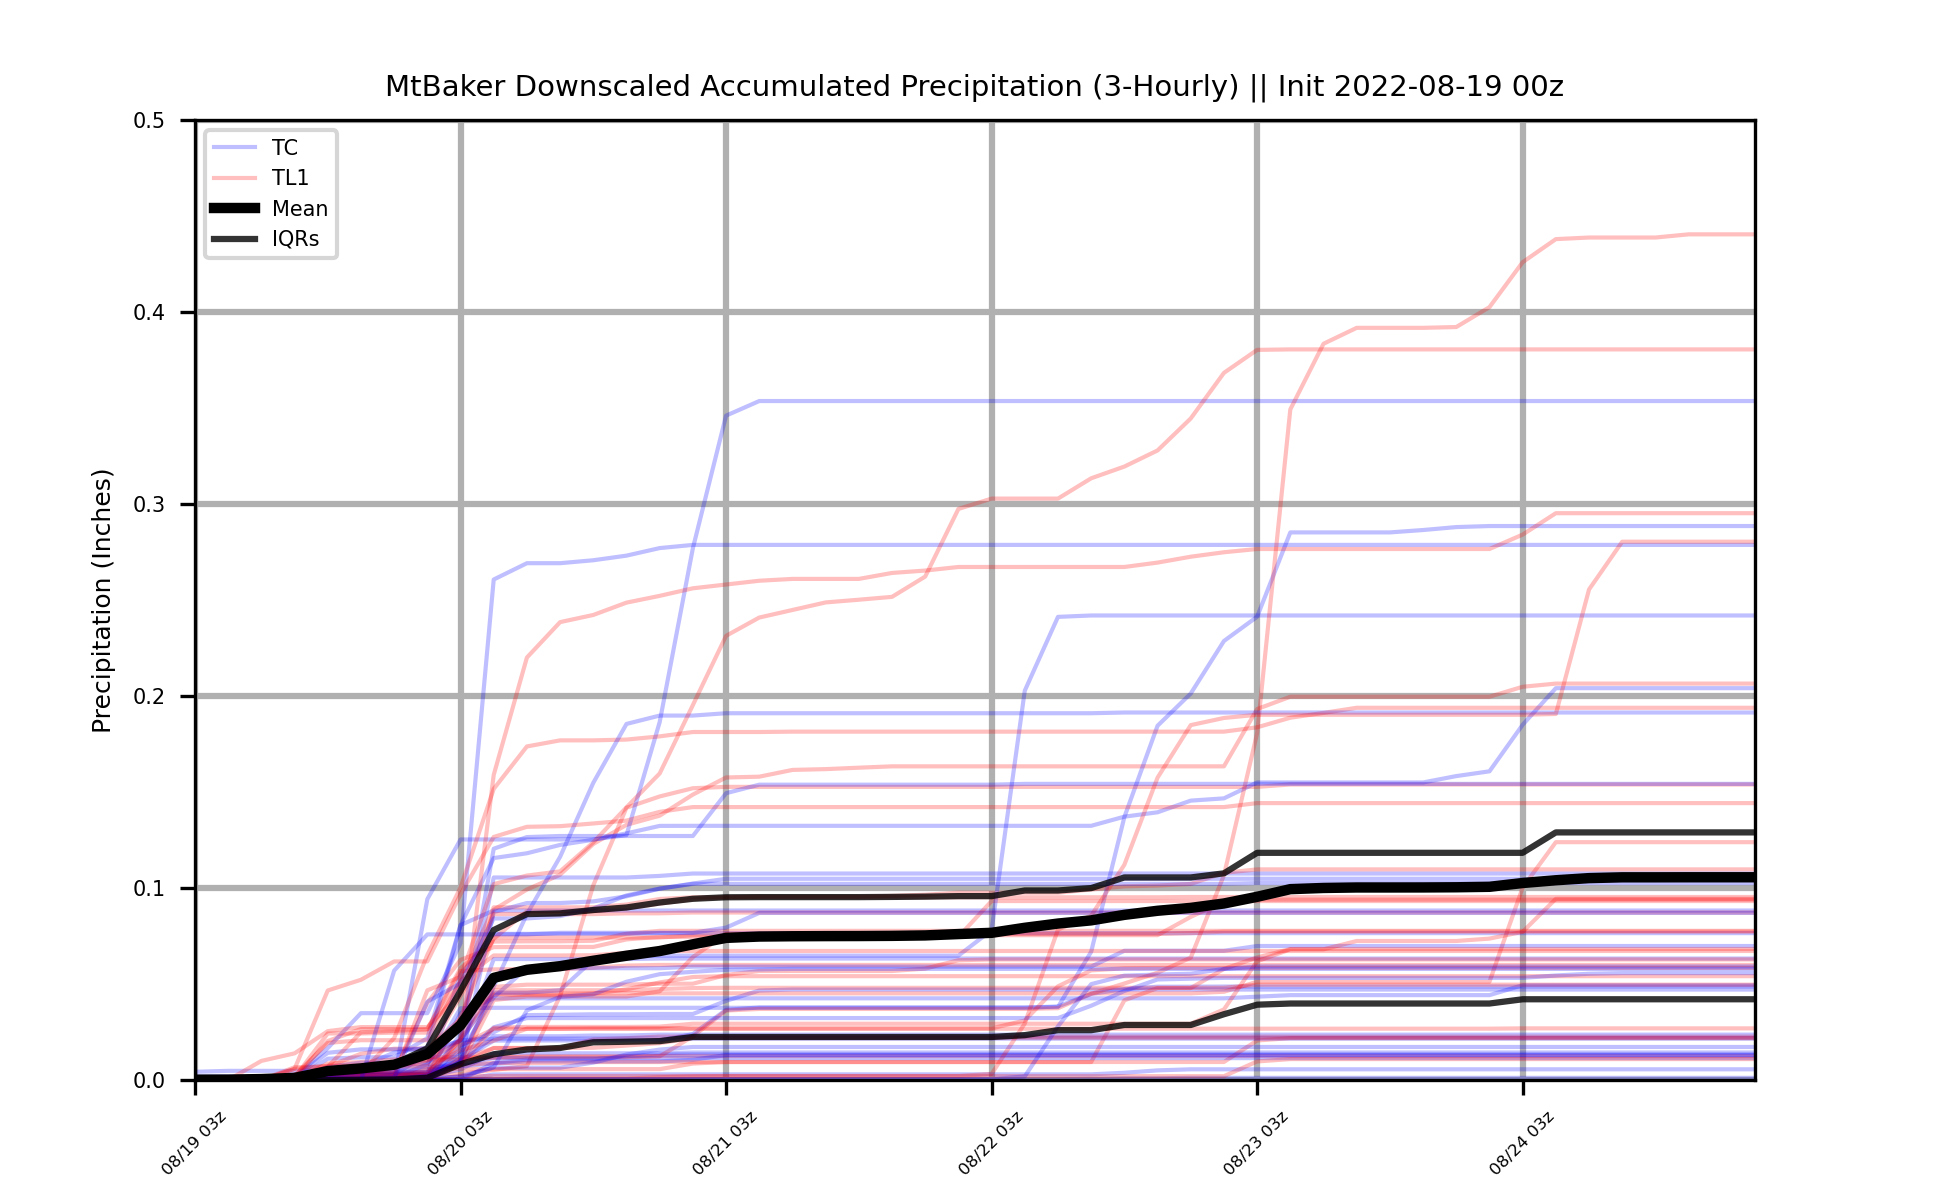 MtBaker Downscaled Accumulated Precipitation (3-Hourly) || Init 2022-08-19 00z
Precipitation (Inches)
0.5
0.4
0.3
0.2
0.1
0.0
TC
TL1
Mean
IQRs
08/19 03z
08/20 03z
08/21 03z
08/22 03z
08/23 03z
08/24 03z